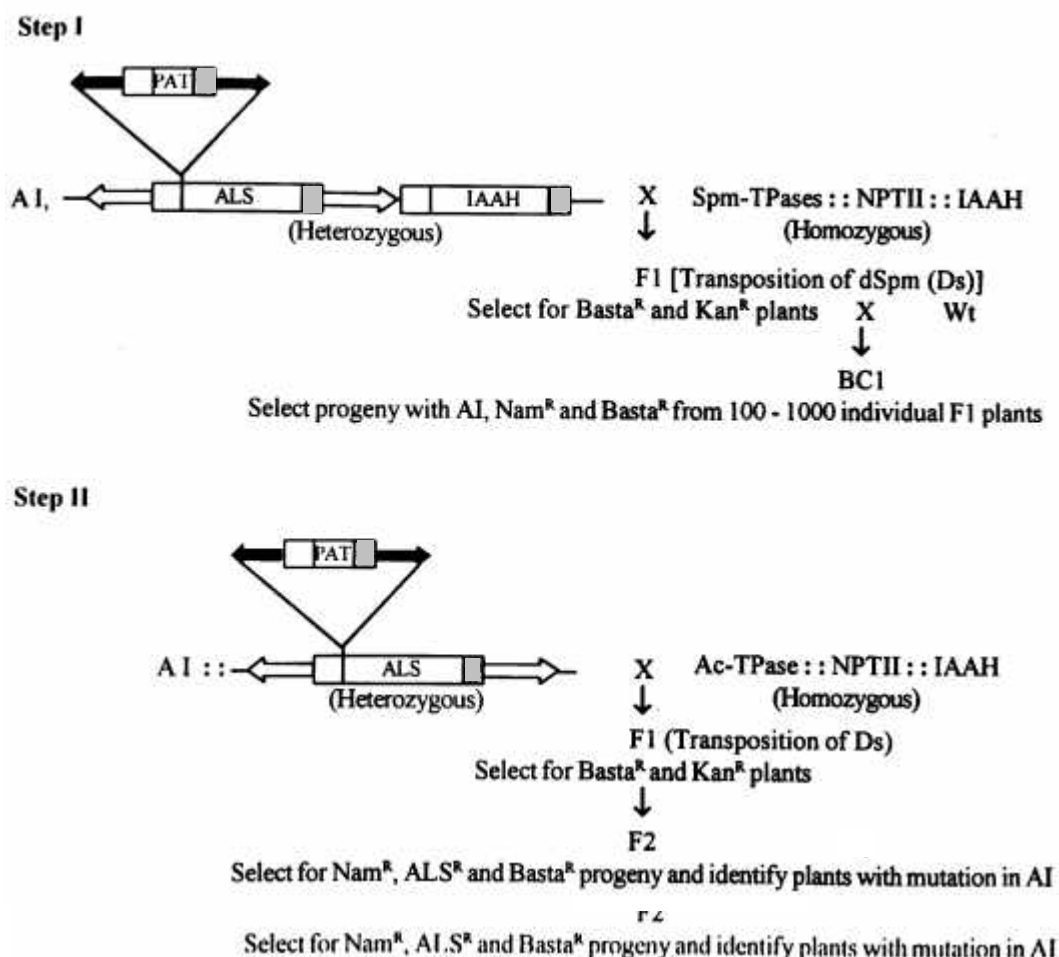 Step I
PAT
A I, ALS IAAH X Spm-TPases : : NPTII : : IAAH
(Heterozygous) (Homozygous)
F1 [Transposition of dSpm (Ds)]
Select for Basta^R and Kan^R plants X Wt
BC1
Select progeny with AI, Nam^R and Basta^R from 100 - 1000 individual F1 plants
Step II
PAT
A I : : ALS X Ac-TPase : : NPTII : : IAAH
(Heterozygous) (Homozygous)
F1 (Transposition of Ds)
Select for Basta^R and Kan^R plants
F2
Select for Nam^R, ALS^R and Basta^R progeny and identify plants with mutation in AI
F2
Select for Nam^R, ALS^R and Basta^R progeny and identify plants with mutation in AI